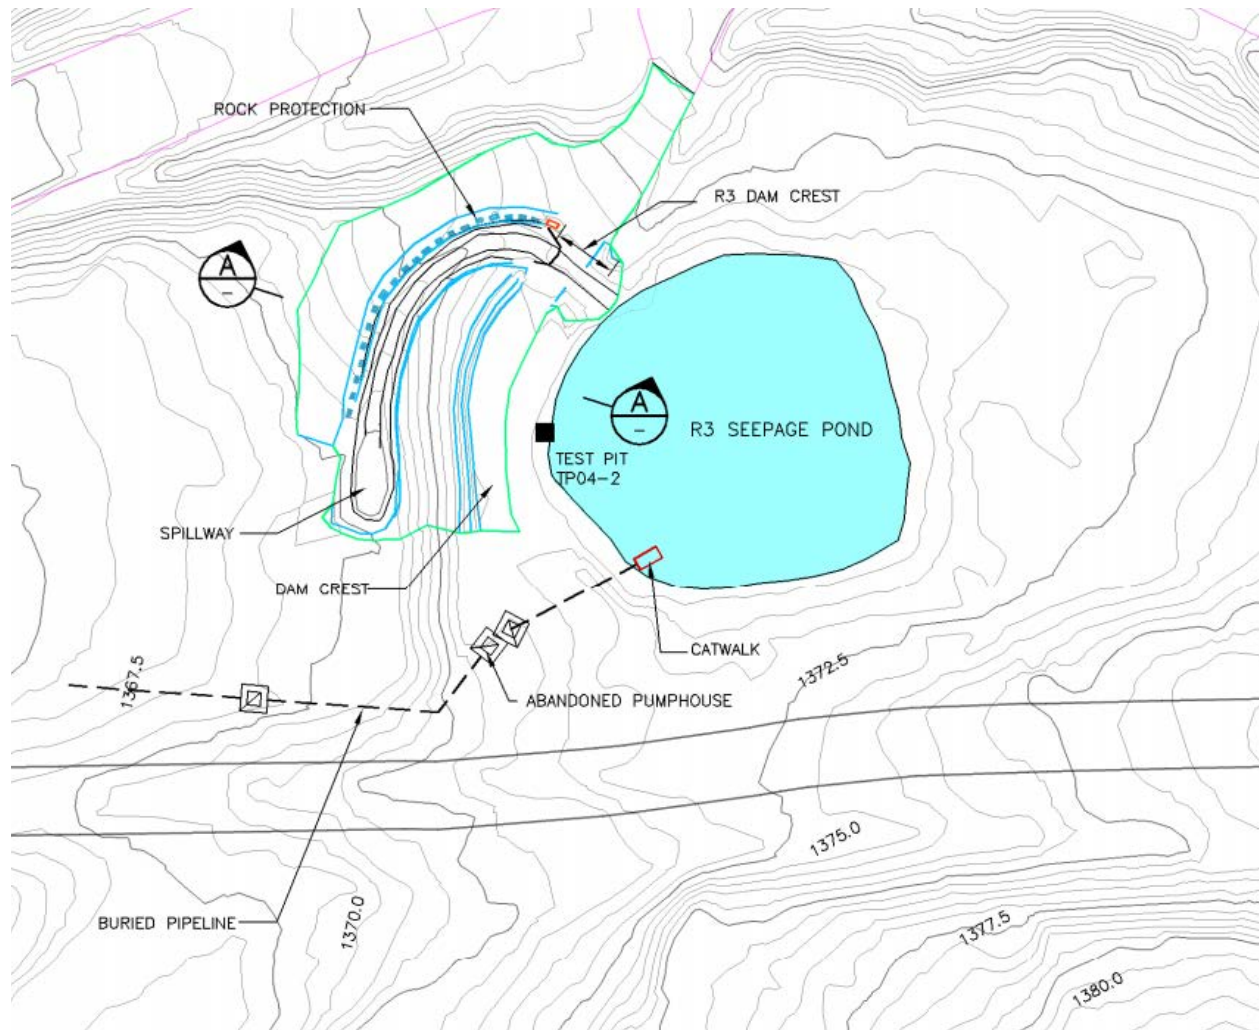 ROCK PROTECTION
R3 DAM CREST
A
-
A
-
R3 SEEPAGE POND
TEST PIT
TP04-2
SPILLWAY
DAM CREST
CATWALK
1372.5
1367.5
ABANDONED PUMPHOUSE
1375.0
BURIED PIPELINE
1370.0
1377.5
1380.0